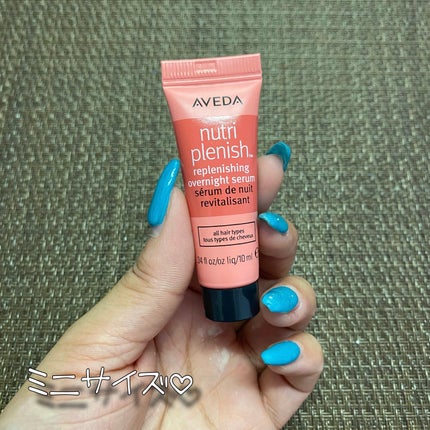 AVEDA
nutri
plenish™
replenishing
overnight serum
sérum de nuit
revitalisant
all hair types
tous types de cheveux
.34 fl oz/oz liq/10 ml ℮
ミニサイズ♡